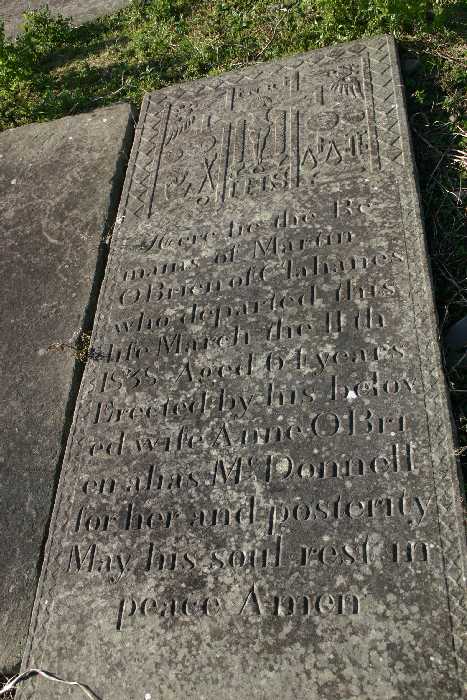 IHS
Here lie the Re
mains of Martin
OBrien of Clahanes
who departed this
life March the 11th
1838 Aged 64 years
Erected by his belov
ed wife Anne OBri
en alias McDonnell
for her and posterity
May his soul rest in
peace Amen